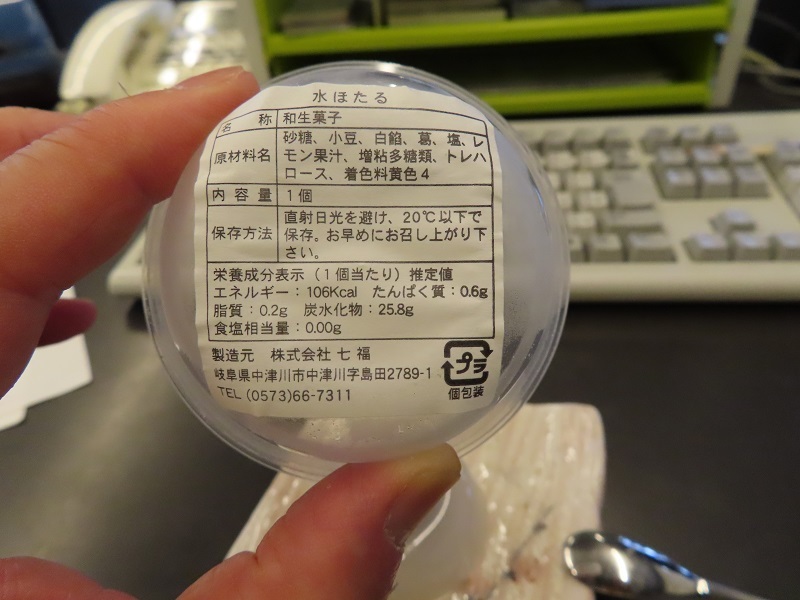 水ほたる
名称 和生菓子
原材料名 砂糖、小豆、白餡、葛、塩、レ
モン果汁、増粘多糖類、トレハ
ロース、着色料黄色4
内容量 1個
保存方法 直射日光を避け、20℃以下で
保存。お早めにお召し上がり下
さい。
栄養成分表示(1個当たり)推定値
エネルギー:106Kcal たんぱく質:0.6g
脂質:0.2g 炭水化物:25.8g
食塩相当量:0.00g
製造元 株式会社 七福
岐阜県中津川市中津川字島田2789-1
TEL (0573)66-7311
プラ
個包装